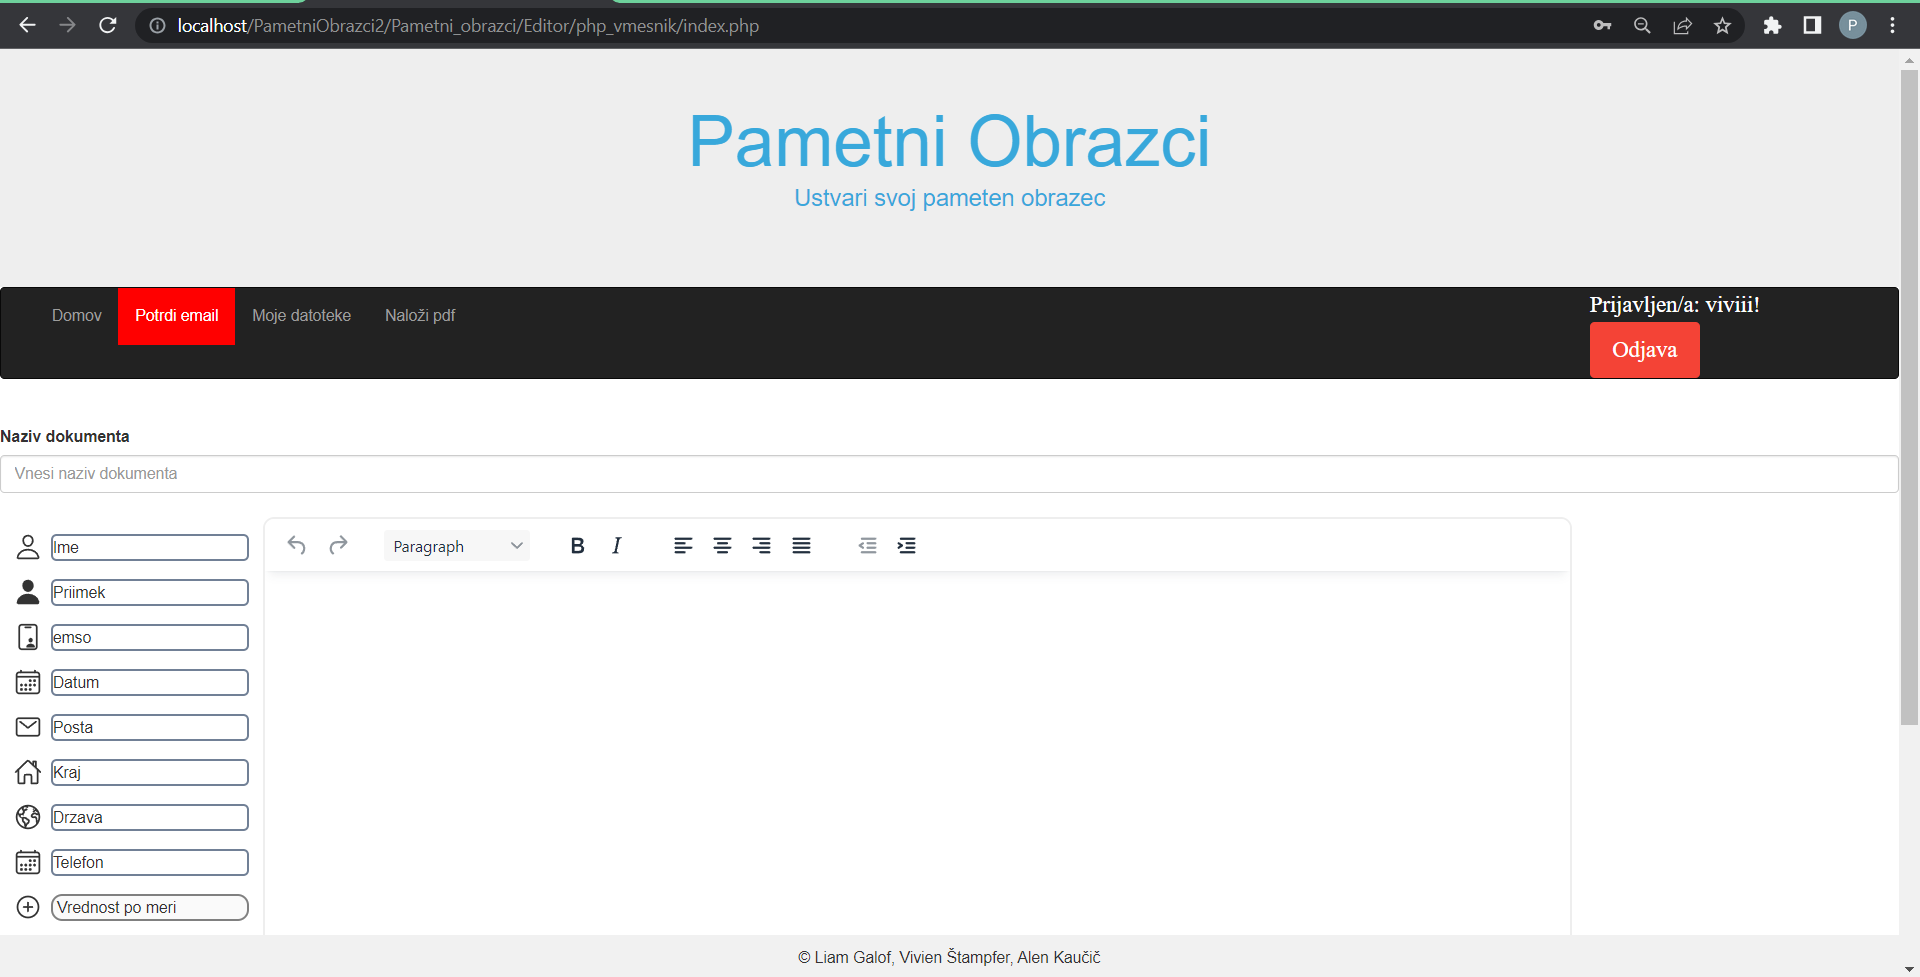 localhost/PametniObrazci2/Pametni_obrazci/Editor/php_vmesnik/index.php
P
Pametni Obrazci
Ustvari svoj pameten obrazec
Domov Potrdi email Moje datoteke Naloži pdf
Prijavljen/a: viviii!
Odjava
Naziv dokumenta
Vnesi naziv dokumenta
Paragraph B I
Ime
Priimek
emso
Datum
Posta
Kraj
Drzava
Telefon
Vrednost po meri
© Liam Galof, Vivien Štampfer, Alen Kaučič